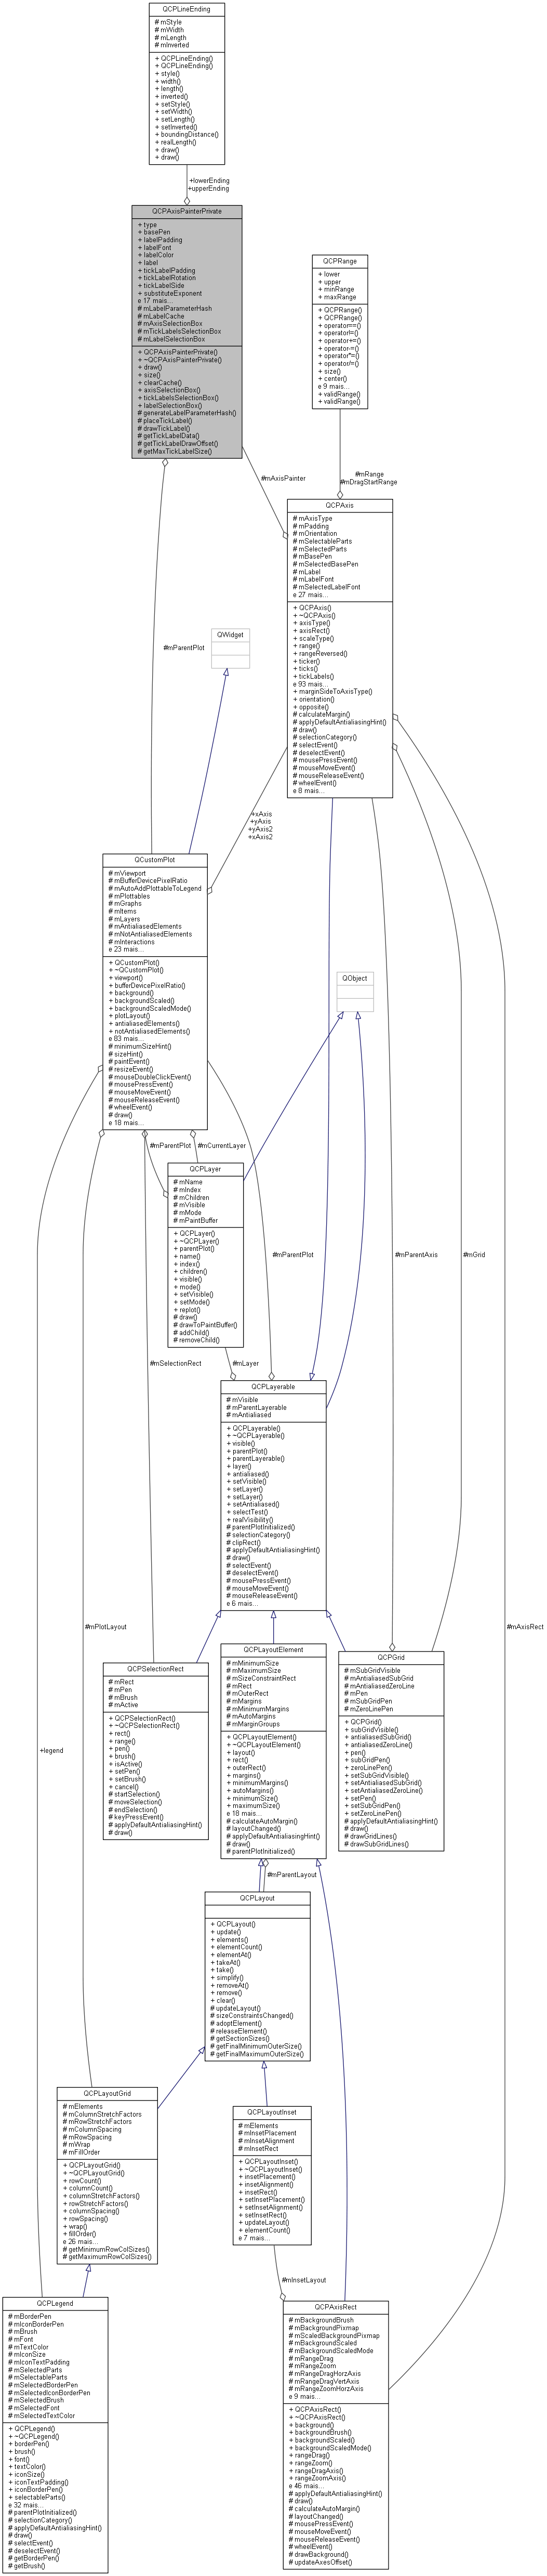 QCPLineEnding
# mStyle
# mWidth
# mLength
# mInverted
+ QCPLineEnding()
+ QCPLineEnding()
+ style()
+ width()
+ length()
+ inverted()
+ setStyle()
+ setWidth()
+ setLength()
+ setInverted()
+ boundingDistance()
+ realLength()
+ draw()
+ draw()
+lowerEnding
+upperEnding
QCPAxisPainterPrivate
+ type
+ basePen
+ labelPadding
+ labelFont
+ labelColor
+ label
+ tickLabelPadding
+ tickLabelRotation
+ tickLabelSide
+ substituteExponent
e 17 mais...
# mLabelParameterHash
# mLabelCache
# mAxisSelectionBox
# mTickLabelsSelectionBox
# mLabelSelectionBox
+ QCPAxisPainterPrivate()
+ ~QCPAxisPainterPrivate()
+ draw()
+ size()
+ clearCache()
+ axisSelectionBox()
+ tickLabelsSelectionBox()
+ labelSelectionBox()
# generateLabelParameterHash()
# placeTickLabel()
# drawTickLabel()
# getTickLabelData()
# getTickLabelDrawOffset()
# getMaxTickLabelSize()
QCPRange
+ lower
+ upper
+ minRange
+ maxRange
+ QCPRange()
+ QCPRange()
+ operator==()
+ operator!=()
+ operator+=()
+ operator-=()
+ operator*=()
+ operator/=()
+ size()
+ center()
e 9 mais...
+ validRange()
+ validRange()
#mRange
#mDragStartRange
#mAxisPainter
QCPAxis
# mAxisType
# mPadding
# mOrientation
# mSelectableParts
# mSelectedParts
# mBasePen
# mSelectedBasePen
# mLabel
# mLabelFont
# mSelectedLabelFont
e 27 mais...
+ QCPAxis()
+ ~QCPAxis()
+ axisType()
+ axisRect()
+ scaleType()
+ range()
+ rangeReversed()
+ ticker()
+ ticks()
+ tickLabels()
e 93 mais...
+ marginSideToAxisType()
+ orientation()
+ opposite()
# calculateMargin()
# applyDefaultAntialiasingHint()
# draw()
# selectionCategory()
# selectEvent()
# deselectEvent()
# mousePressEvent()
# mouseMoveEvent()
# mouseReleaseEvent()
# wheelEvent()
e 8 mais...
#mParentPlot
QWidget
+xAxis
+yAxis
+yAxis2
+xAxis2
QCustomPlot
# mViewport
# mBufferDevicePixelRatio
# mAutoAddPlottableToLegend
# mPlottables
# mGraphs
# mItems
# mLayers
# mAntialiasedElements
# mNotAntialiasedElements
# mInteractions
e 23 mais...
+ QCustomPlot()
+ ~QCustomPlot()
+ viewport()
+ bufferDevicePixelRatio()
+ background()
+ backgroundScaled()
+ backgroundScaledMode()
+ plotLayout()
+ antialiasedElements()
+ notAntialiasedElements()
e 83 mais...
# minimumSizeHint()
# sizeHint()
# paintEvent()
# resizeEvent()
# mouseDoubleClickEvent()
# mousePressEvent()
# mouseMoveEvent()
# mouseReleaseEvent()
# wheelEvent()
# draw()
e 18 mais...
QObject
#mParentPlot
#mCurrentLayer
QCPLayer
# mName
# mIndex
# mChildren
# mVisible
# mMode
# mPaintBuffer
+ QCPLayer()
+ ~QCPLayer()
+ parentPlot()
+ name()
+ index()
+ children()
+ visible()
+ mode()
+ setVisible()
+ setMode()
+ replot()
# draw()
# drawToPaintBuffer()
# addChild()
# removeChild()
#mParentPlot
#mParentAxis
#mGrid
#mSelectionRect
#mLayer
QCPLayerable
# mVisible
# mParentLayerable
# mAntialiased
+ QCPLayerable()
+ ~QCPLayerable()
+ visible()
+ parentPlot()
+ parentLayerable()
+ layer()
+ antialiased()
+ setVisible()
+ setLayer()
+ setLayer()
+ setAntialiased()
+ selectTest()
+ realVisibility()
# parentPlotInitialized()
# selectionCategory()
# clipRect()
# applyDefaultAntialiasingHint()
# draw()
# selectEvent()
# deselectEvent()
# mousePressEvent()
# mouseMoveEvent()
# mouseReleaseEvent()
e 6 mais...
#mPlotLayout
#mAxisRect
+legend
QCPSelectionRect
# mRect
# mPen
# mBrush
# mActive
+ QCPSelectionRect()
+ ~QCPSelectionRect()
+ rect()
+ range()
+ pen()
+ brush()
+ isActive()
+ setPen()
+ setBrush()
+ cancel()
# startSelection()
# moveSelection()
# endSelection()
# keyPressEvent()
# applyDefaultAntialiasingHint()
# draw()
QCPLayoutElement
# mMinimumSize
# mMaximumSize
# mSizeConstraintRect
# mRect
# mOuterRect
# mMargins
# mMinimumMargins
# mAutoMargins
# mMarginGroups
+ QCPLayoutElement()
+ ~QCPLayoutElement()
+ layout()
+ rect()
+ outerRect()
+ margins()
+ minimumMargins()
+ autoMargins()
+ minimumSize()
+ maximumSize()
e 18 mais...
# calculateAutoMargin()
# layoutChanged()
# applyDefaultAntialiasingHint()
# draw()
# parentPlotInitialized()
QCPGrid
# mSubGridVisible
# mAntialiasedSubGrid
# mAntialiasedZeroLine
# mPen
# mSubGridPen
# mZeroLinePen
+ QCPGrid()
+ subGridVisible()
+ antialiasedSubGrid()
+ antialiasedZeroLine()
+ pen()
+ subGridPen()
+ zeroLinePen()
+ setSubGridVisible()
+ setAntialiasedSubGrid()
+ setAntialiasedZeroLine()
+ setPen()
+ setSubGridPen()
+ setZeroLinePen()
# applyDefaultAntialiasingHint()
# draw()
# drawGridLines()
# drawSubGridLines()
#mParentLayout
QCPLayout
+ QCPLayout()
+ update()
+ elements()
+ elementCount()
+ elementAt()
+ takeAt()
+ take()
+ simplify()
+ removeAt()
+ remove()
+ clear()
# updateLayout()
# sizeConstraintsChanged()
# adoptElement()
# releaseElement()
# getSectionSizes()
# getFinalMinimumOuterSize()
# getFinalMaximumOuterSize()
QCPLayoutGrid
# mElements
# mColumnStretchFactors
# mRowStretchFactors
# mColumnSpacing
# mRowSpacing
# mWrap
# mFillOrder
+ QCPLayoutGrid()
+ ~QCPLayoutGrid()
+ rowCount()
+ columnCount()
+ columnStretchFactors()
+ rowStretchFactors()
+ columnSpacing()
+ rowSpacing()
+ wrap()
+ fillOrder()
e 26 mais...
# getMinimumRowColSizes()
# getMaximumRowColSizes()
QCPLayoutInset
# mElements
# mInsetPlacement
# mInsetAlignment
# mInsetRect
+ QCPLayoutInset()
+ ~QCPLayoutInset()
+ insetPlacement()
+ insetAlignment()
+ insetRect()
+ setInsetPlacement()
+ setInsetAlignment()
+ setInsetRect()
+ updateLayout()
+ elementCount()
e 7 mais...
#mInsetLayout
QCPLegend
# mBorderPen
# mIconBorderPen
# mBrush
# mFont
# mTextColor
# mIconSize
# mIconTextPadding
# mSelectedParts
# mSelectableParts
# mSelectedBorderPen
# mSelectedIconBorderPen
# mSelectedBrush
# mSelectedFont
# mSelectedTextColor
+ QCPLegend()
+ ~QCPLegend()
+ borderPen()
+ brush()
+ font()
+ textColor()
+ iconSize()
+ iconTextPadding()
+ iconBorderPen()
+ selectableParts()
e 32 mais...
# parentPlotInitialized()
# selectionCategory()
# applyDefaultAntialiasingHint()
# draw()
# selectEvent()
# deselectEvent()
# getBorderPen()
# getBrush()
QCPAxisRect
# mBackgroundBrush
# mBackgroundPixmap
# mScaledBackgroundPixmap
# mBackgroundScaled
# mBackgroundScaledMode
# mRangeDrag
# mRangeZoom
# mRangeDragHorzAxis
# mRangeDragVertAxis
# mRangeZoomHorzAxis
e 9 mais...
+ QCPAxisRect()
+ ~QCPAxisRect()
+ background()
+ backgroundBrush()
+ backgroundScaled()
+ backgroundScaledMode()
+ rangeDrag()
+ rangeZoom()
+ rangeDragAxis()
+ rangeZoomAxis()
e 46 mais...
# applyDefaultAntialiasingHint()
# draw()
# calculateAutoMargin()
# layoutChanged()
# mousePressEvent()
# mouseMoveEvent()
# mouseReleaseEvent()
# wheelEvent()
# drawBackground()
# updateAxesOffset()